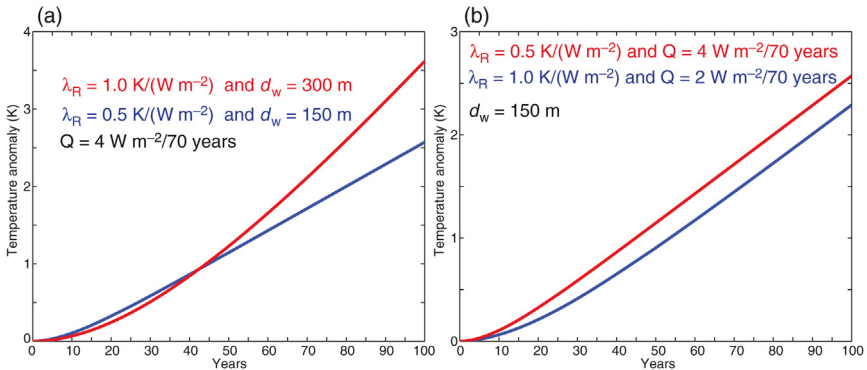 (a)
4
3
2
1
0
0 10 20 30 40 50 60 70 80 90 100
Temperature anomaly (K)
Years
λR = 1.0 K/(W m–2) and dw = 300 m
λR = 0.5 K/(W m–2) and dw = 150 m
Q = 4 W m–2/70 years
(b)
3
2
1
0
0 10 20 30 40 50 60 70 80 90 100
Temperature anomaly (K)
Years
λR = 0.5 K/(W m–2) and Q = 4 W m–2/70 years
λR = 1.0 K/(W m–2) and Q = 2 W m–2/70 years
dw = 150 m